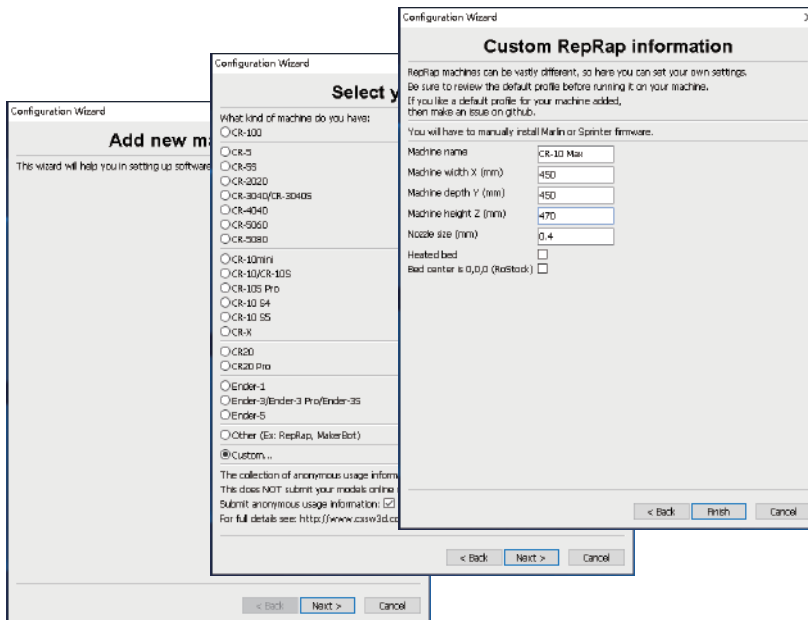 Configuration Wizard
Add new ma
This wizard will help you in setting up software
< Back
Next >
Cancel
Configuration Wizard
Select y
What kind of machine do you have:
CR-100
CR-5
CR-5S
CR-2020
CR-3040/CR-3040S
CR-4040
CR-5060
CR-5080
CR-10mini
CR-10/CR-10S
CR-10S Pro
CR-10 S4
CR-10 S5
CR-X
CR20
CR20 Pro
Ender-1
Ender-3/Ender-3 Pro/Ender-3S
Ender-5
Other (Ex: RepRap, MakerBot)
Custom...
The collection of anonymous usage inform
This does NOT submit your models online
Submit anonymous usage information:
For full details see: http://www.cxsw3d.co
< Back
Next >
Cancel
Configuration Wizard
Custom RepRap information
RepRap machines can be vastly different, so here you can set your own settings.
Be sure to review the default profile before running it on your machine.
If you like a default profile for your machine added,
then make an issue on github.
You will have to manually install Marlin or Sprinter firmware.
Machine name CR-10 Max
Machine width X (mm) 450
Machine depth Y (mm) 450
Machine height Z (mm) 470
Nozzle size (mm) 0.4
Heated bed
Bed center is 0,0,0 (RoStock)
< Back
Finish
Cancel